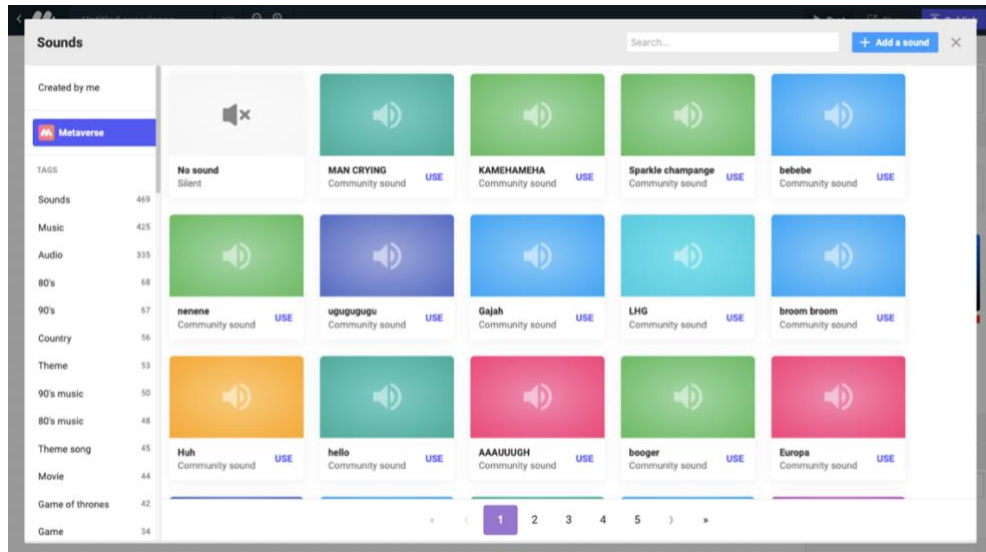 Sounds
Search...
+ Add a sound
Created by me
Metaverse
TAGS
Sounds 469
Music 425
Audio 335
80's 68
90's 67
Country 56
Theme 53
90's music 50
80's music 48
Theme song 45
Movie 44
Game of thrones 42
Game 34
No sound
Silent
MAN CRYING
Community sound
USE
KAMEHAMEHA
Community sound
USE
Sparkle champange
Community sound
USE
bebebe
Community sound
USE
nenene
Community sound
USE
ugugugugu
Community sound
USE
Gajah
Community sound
USE
LHG
Community sound
USE
broom broom
Community sound
USE
Huh
Community sound
USE
hello
Community sound
USE
AAAUUUGH
Community sound
USE
booger
Community sound
USE
Europa
Community sound
USE
« ‹ 1 2 3 4 5 › »